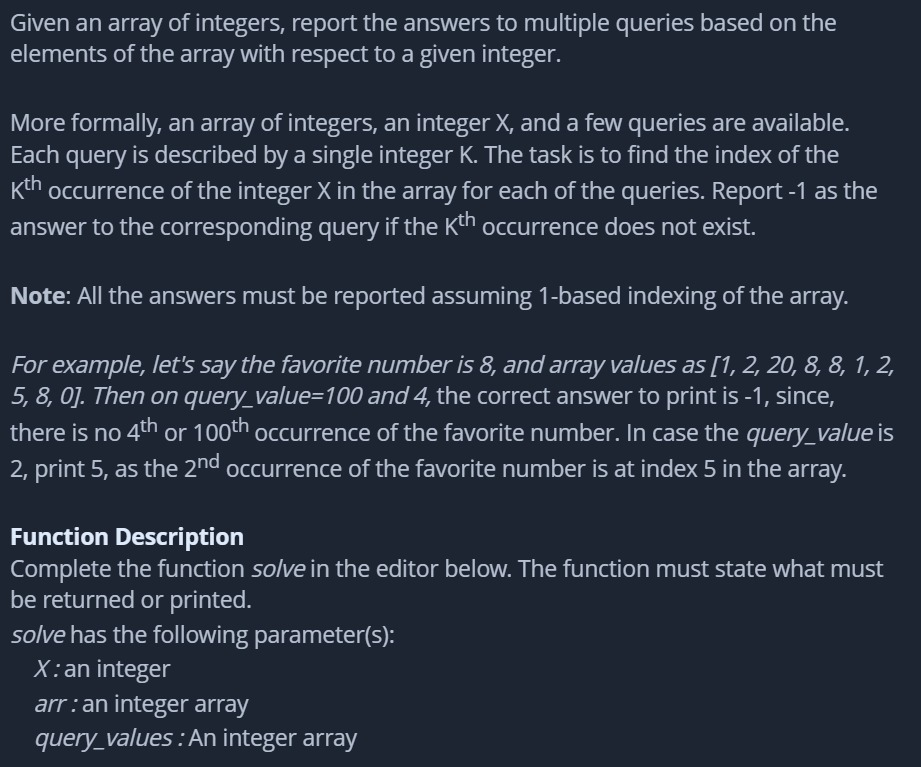 Given an array of integers, report the answers to multiple queries based on the
elements of the array with respect to a given integer.
More formally, an array of integers, an integer X, and a few queries are available.
Each query is described by a single integer K. The task is to find the index of the
Kth occurrence of the integer X in the array for each of the queries. Report -1 as the
answer to the corresponding query if the Kth occurrence does not exist.
Note: All the answers must be reported assuming 1-based indexing of the array.
For example, let's say the favorite number is 8, and array values as [1, 2, 20, 8, 8, 1, 2,
5, 8, 0]. Then on query_value=100 and 4, the correct answer to print is -1, since,
there is no 4th or 100th occurrence of the favorite number. In case the query_value is
2, print 5, as the 2nd occurrence of the favorite number is at index 5 in the array.
Function Description
Complete the function solve in the editor below. The function must state what must
be returned or printed.
solve has the following parameter(s):
X : an integer
arr : an integer array
query_values : An integer array